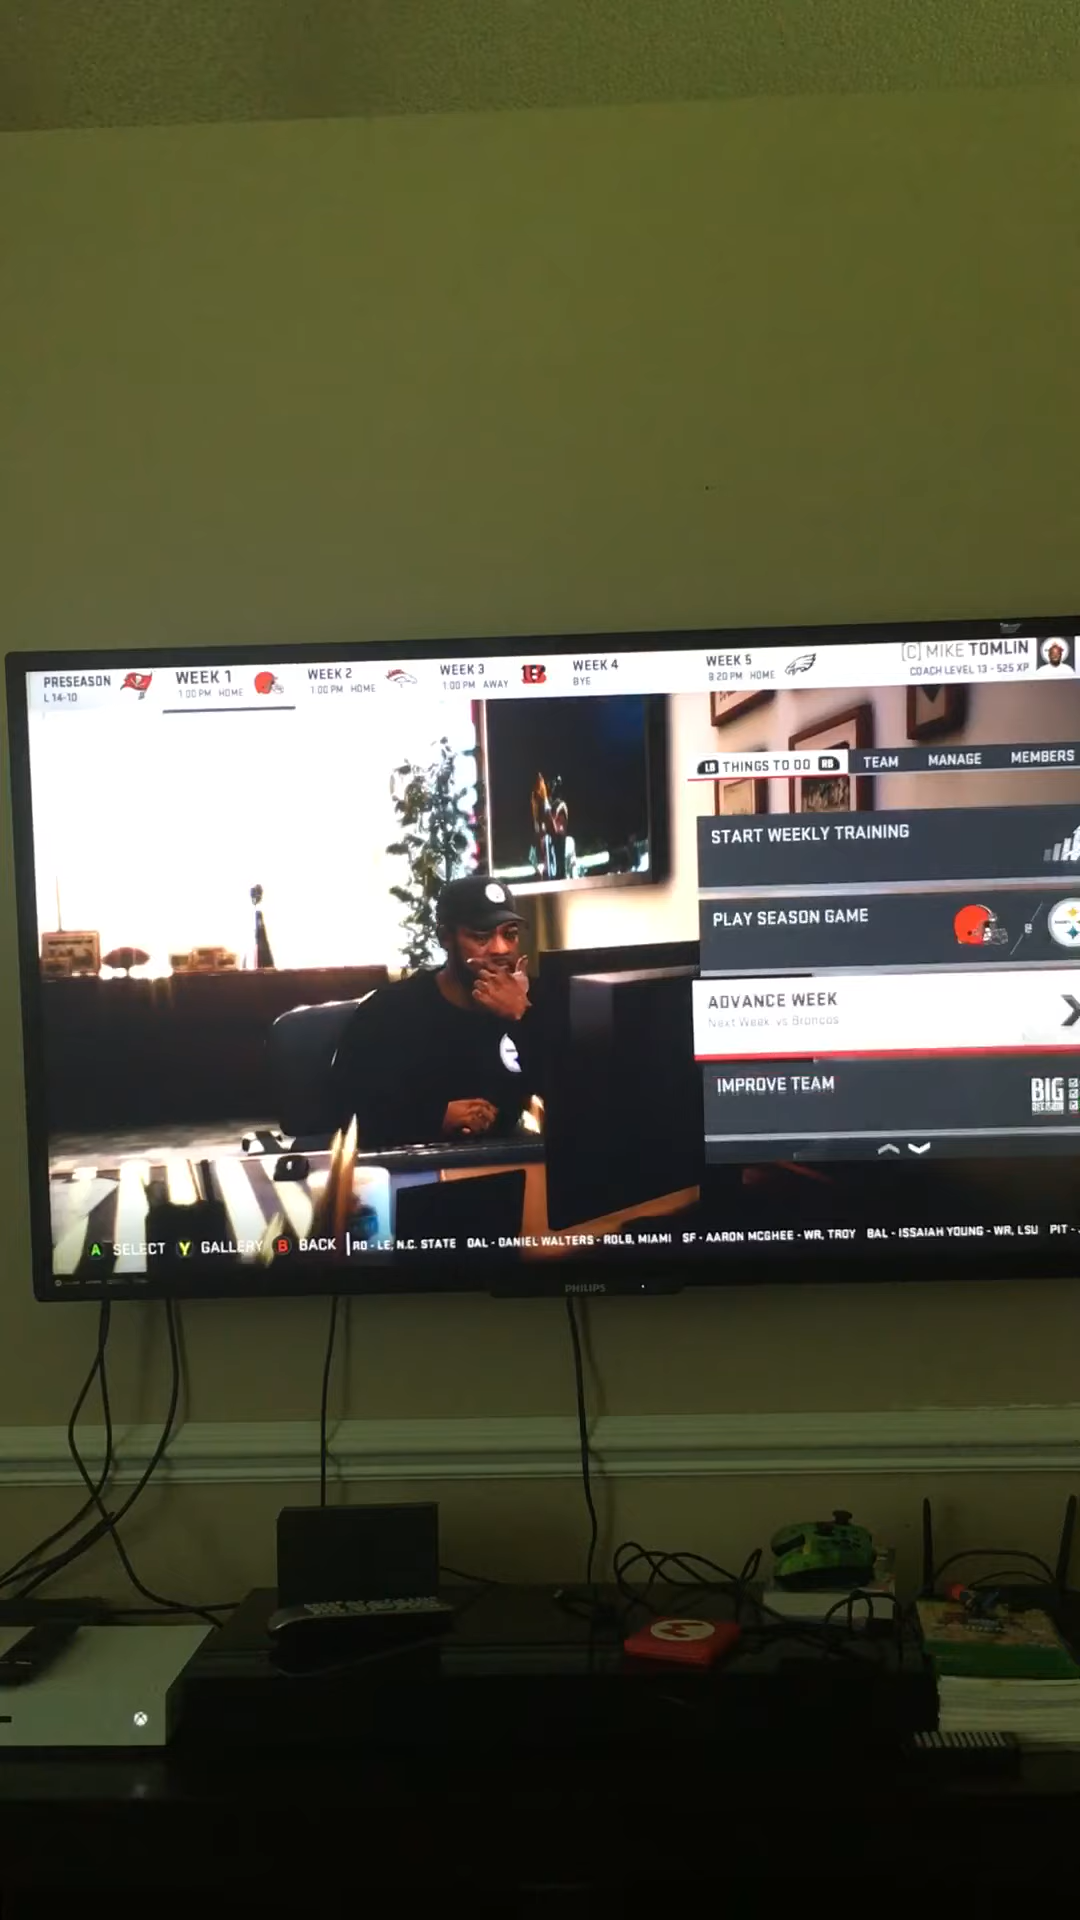 PRESEASON
L 14-10
WEEK 1
1:00 PM HOME
WEEK 2
1:00 PM HOME
WEEK 3
1:00 PM AWAY
WEEK 4
BYE
WEEK 5
8:20 PM HOME
[C] MIKE TOMLIN
COACH LEVEL 13 - 525 XP
LB THINGS TO DO RB TEAM MANAGE MEMBERS
START WEEKLY TRAINING
PLAY SEASON GAME
ADVANCE WEEK
Next Week vs Broncos
IMPROVE TEAM
BIG
DECISION
A SELECT Y GALLERY B BACK
RD - LE, N.C. STATE DAL - DANIEL WALTERS - ROLB, MIAMI SF - AARON MCGHEE - WR, TROY BAL - ISSAIAH YOUNG - WR, LSU PIT -
PHILIPS